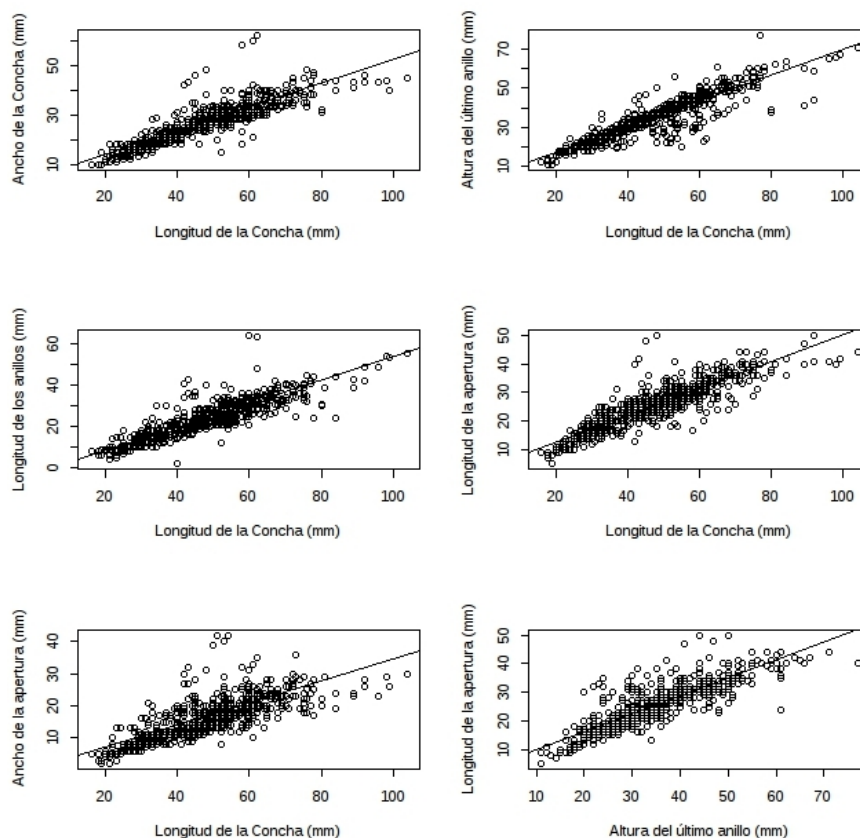 Ancho de la Concha (mm)
10 30 50
20 40 60 80 100
Longitud de la Concha (mm)
Altura del último anillo (mm)
10 30 50 70
20 40 60 80 100
Longitud de la Concha (mm)
Longitud de los anillos (mm)
0 20 40 60
20 40 60 80 100
Longitud de la Concha (mm)
Longitud de la apertura (mm)
10 20 30 40 50
20 40 60 80 100
Longitud de la Concha (mm)
Ancho de la apertura (mm)
10 20 30 40
20 40 60 80 100
Longitud de la Concha (mm)
Longitud de la apertura (mm)
10 20 30 40 50
10 20 30 40 50 60 70
Altura del último anillo (mm)